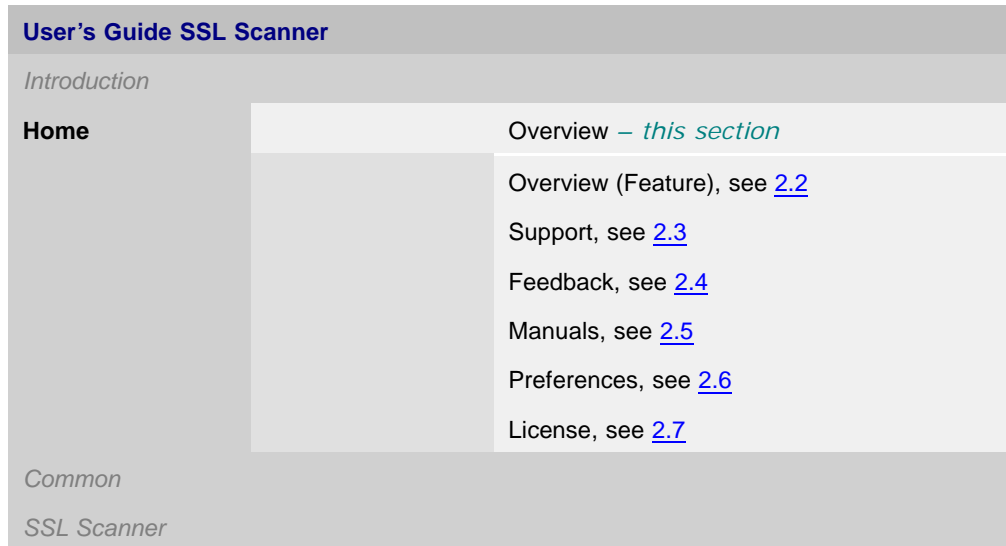 User's Guide SSL Scanner
Introduction
Home
Overview – this section
Overview (Feature), see 2.2
Support, see 2.3
Feedback, see 2.4
Manuals, see 2.5
Preferences, see 2.6
License, see 2.7
Common
SSL Scanner